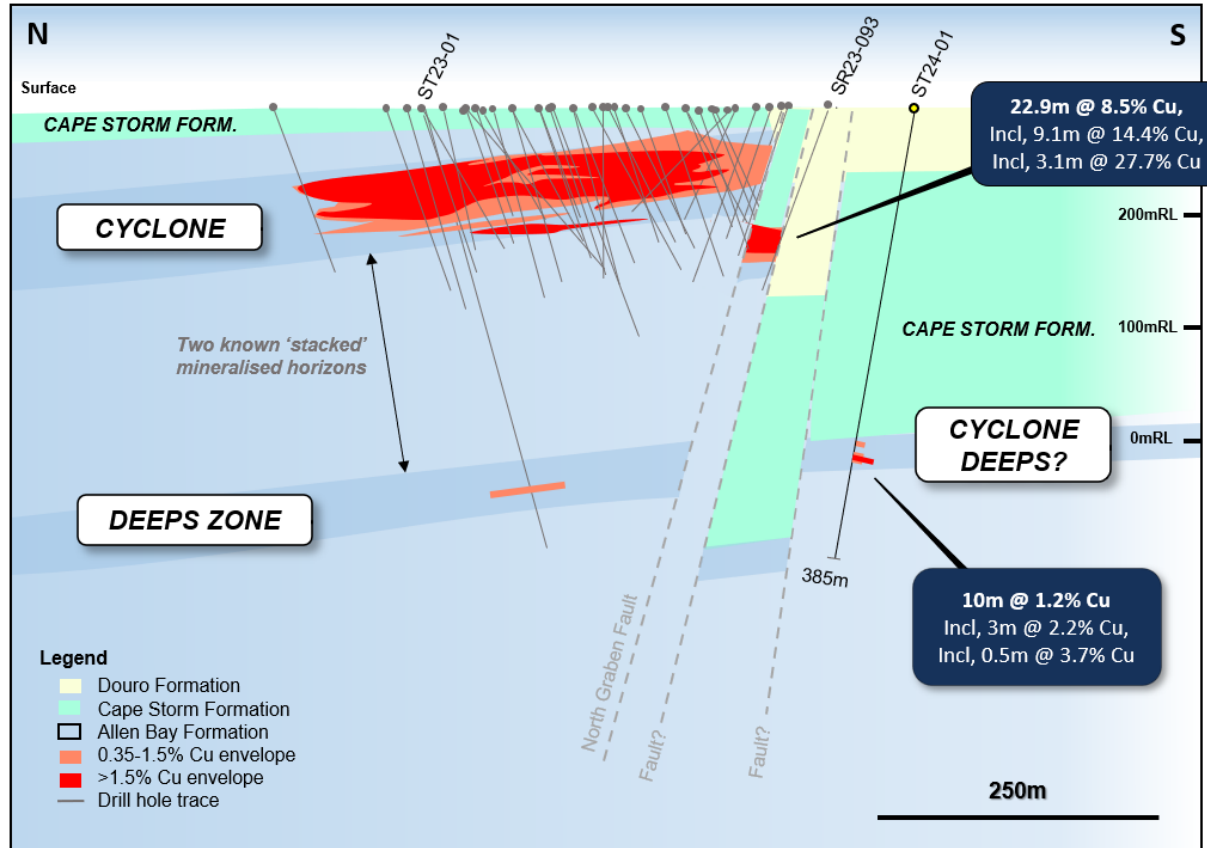 N
S
Surface
ST23-01
SR23-093
ST24-01
CAPE STORM FORM.
22.9m @ 8.5% Cu,
Incl, 9.1m @ 14.4% Cu,
Incl, 3.1m @ 27.7% Cu
200mRL
CYCLONE
100mRL
CAPE STORM FORM.
Two known ‘stacked’
mineralised horizons
0mRL
CYCLONE
DEEPS?
DEEPS ZONE
385m
10m @ 1.2% Cu
Incl, 3m @ 2.2% Cu,
Incl, 0.5m @ 3.7% Cu
North Graben Fault
Fault?
Fault?
Legend
Douro Formation
Cape Storm Formation
Allen Bay Formation
0.35-1.5% Cu envelope
>1.5% Cu envelope
Drill hole trace
250m